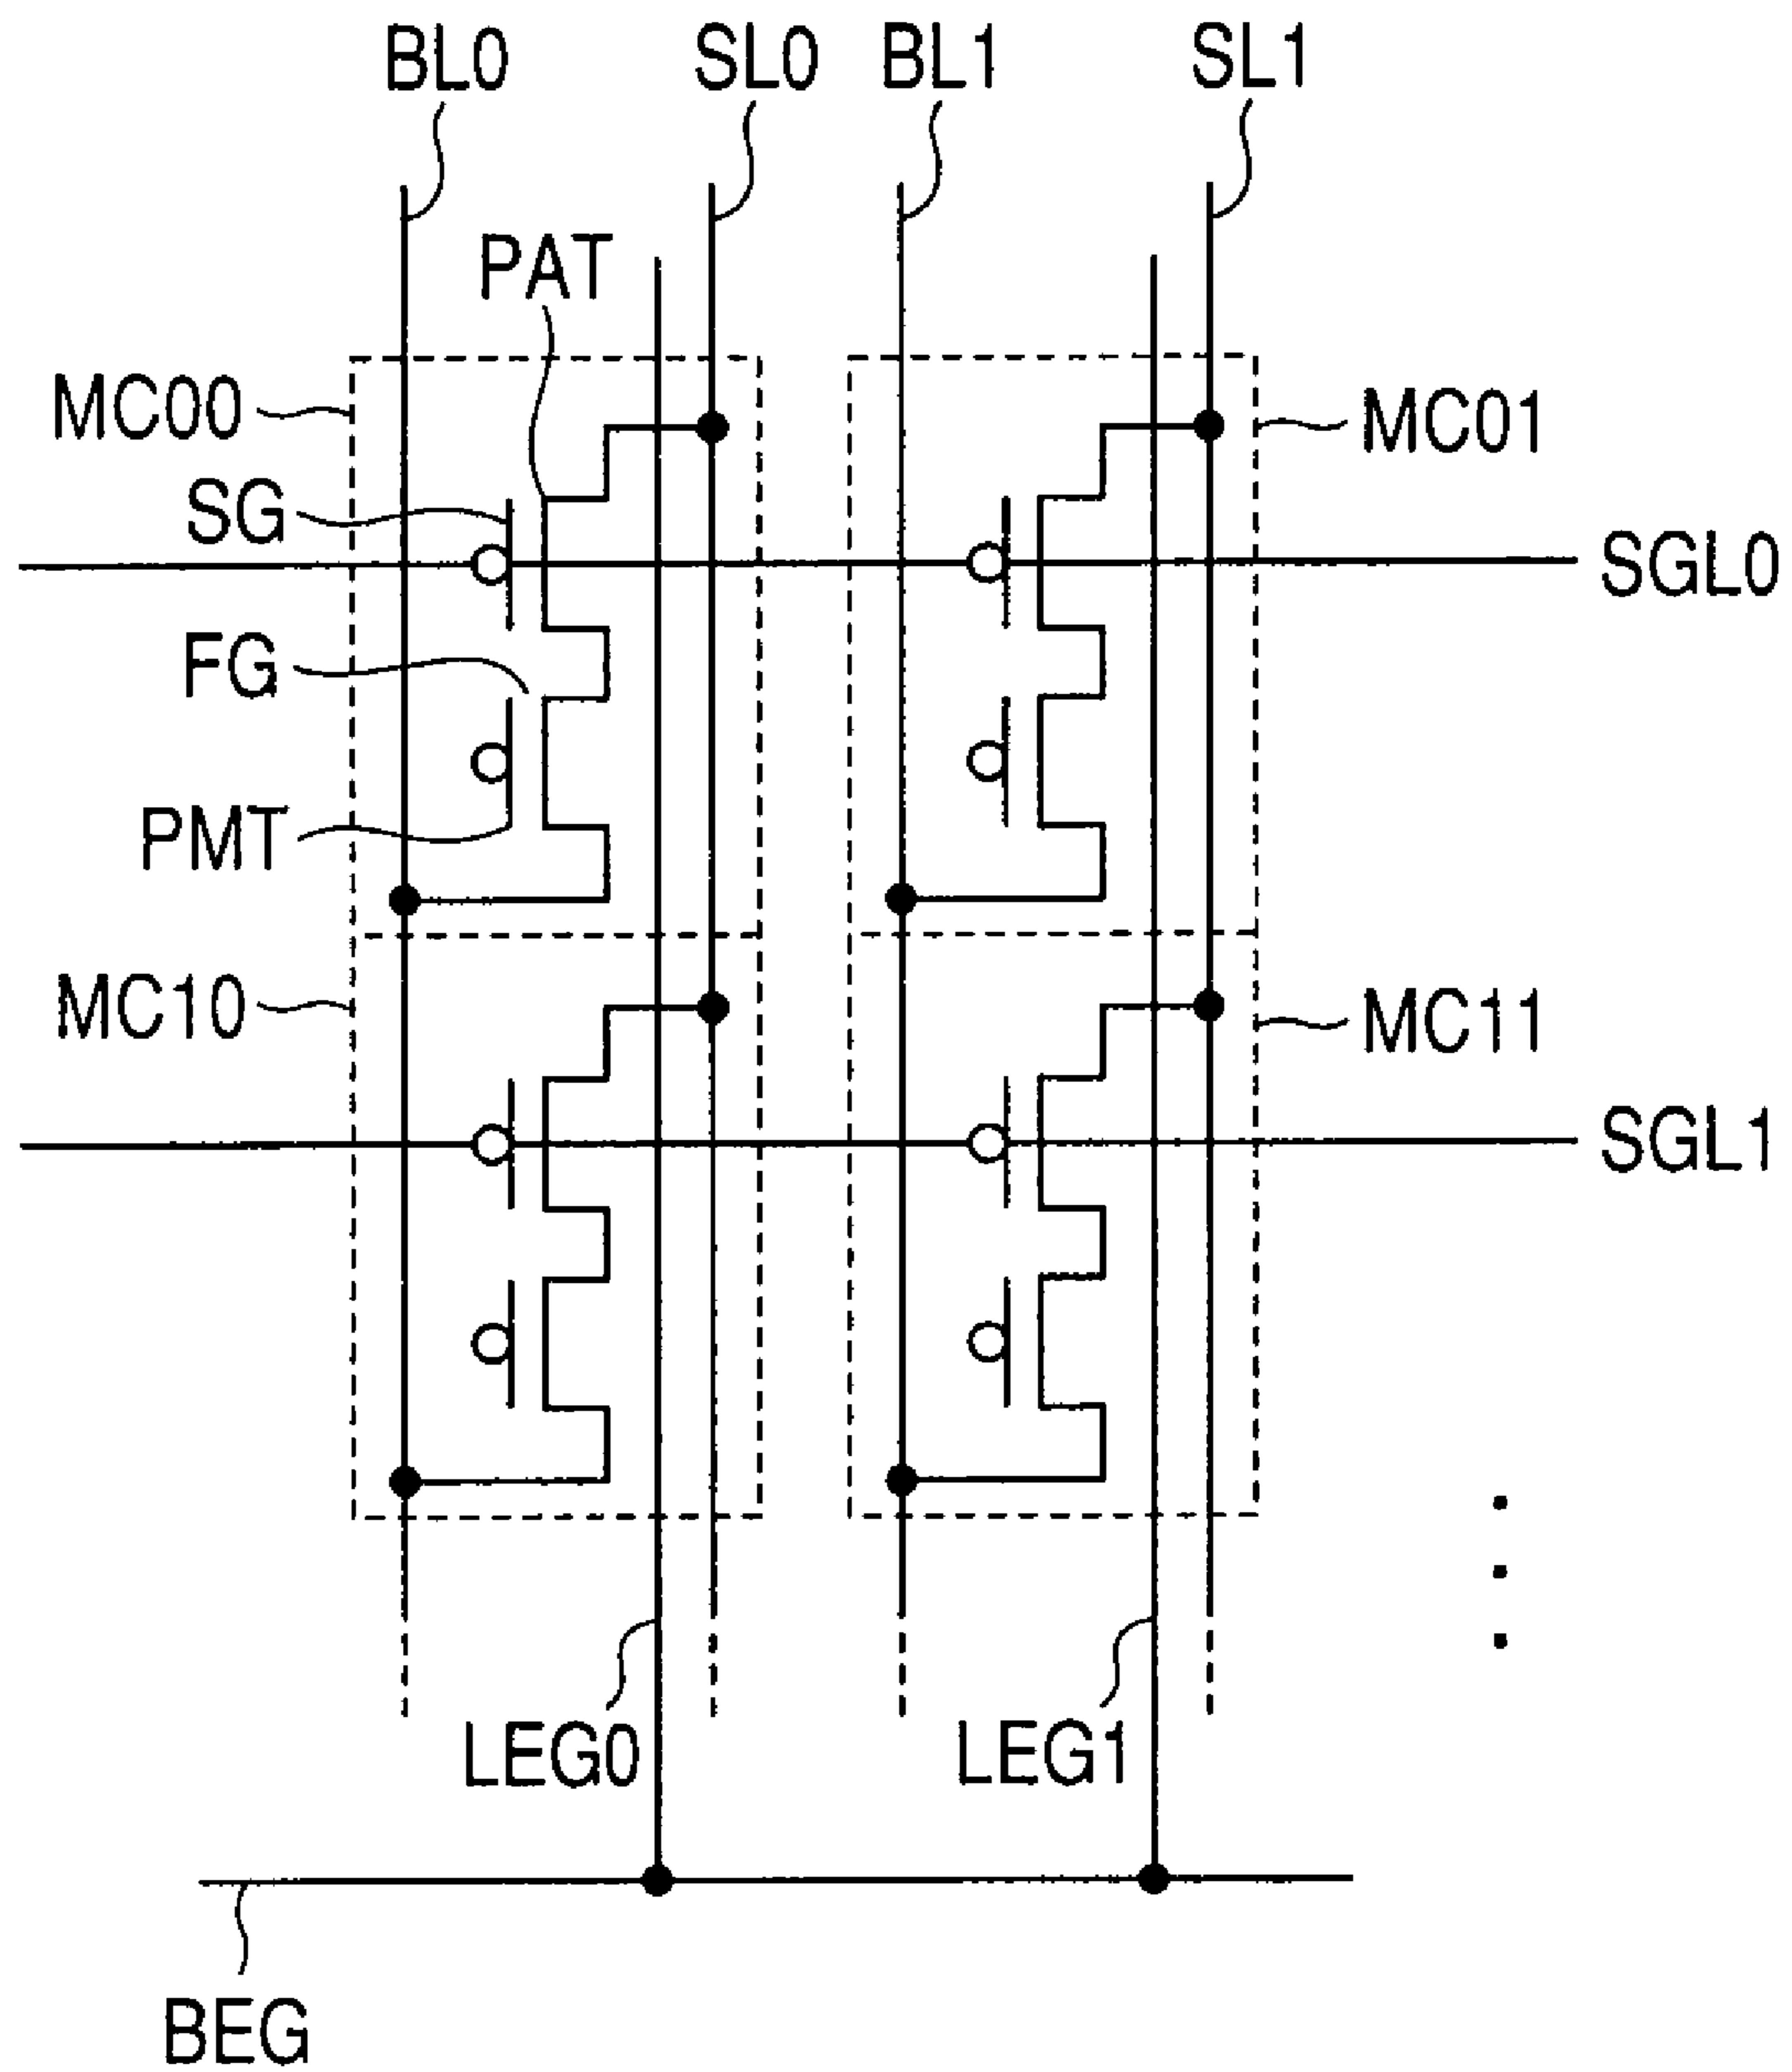 BL0 SL0 BL1 SL1
PAT
MC00
MC01
SG
SGL0
FG
PMT
MC10
MC11
SGL1
LEG0 LEG1
BEG